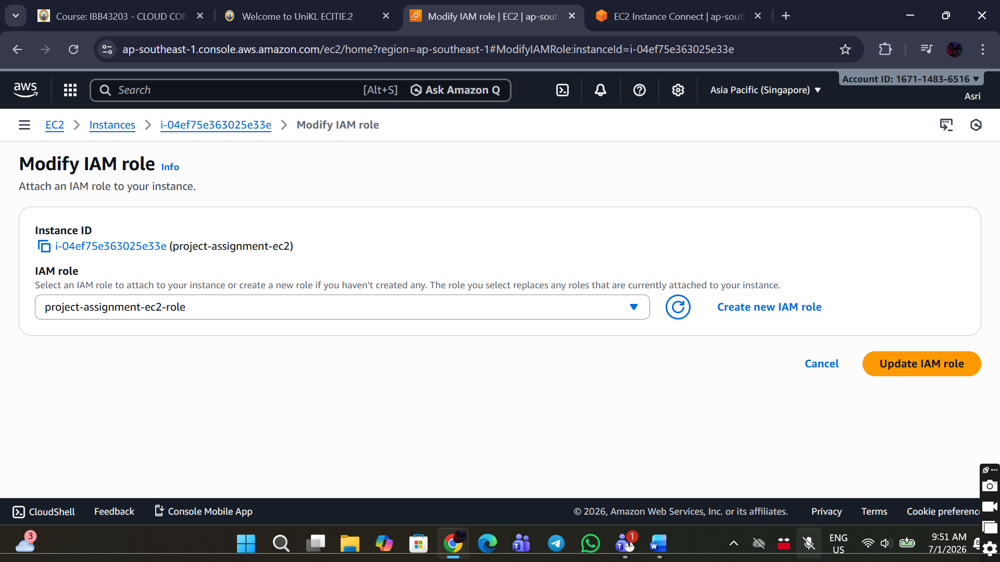 Course: IBB43203 - CLOUD CON
Welcome to UniKL ECITIE.2
Modify IAM role | EC2 | ap-sout
EC2 Instance Connect | ap-sout
ap-southeast-1.console.aws.amazon.com/ec2/home?region=ap-southeast-1#ModifyIAMRole:instanceId=i-04ef75e363025e33e
aws
Search
[Alt+S]
Ask Amazon Q
Asia Pacific (Singapore)
Account ID: 1671-1483-6516
Asri
EC2
Instances
i-04ef75e363025e33e
Modify IAM role
Modify IAM role Info
Attach an IAM role to your instance.
Instance ID
i-04ef75e363025e33e (project-assignment-ec2)
IAM role
Select an IAM role to attach to your instance or create a new role if you haven't created any. The role you select replaces any roles that are currently attached to your instance.
project-assignment-ec2-role
Create new IAM role
Cancel
Update IAM role
CloudShell
Feedback
Console Mobile App
© 2026, Amazon Web Services, Inc. or its affiliates.
Privacy
Terms
Cookie preferenc
3
1
ENG
US
9:51 AM
7/1/2026